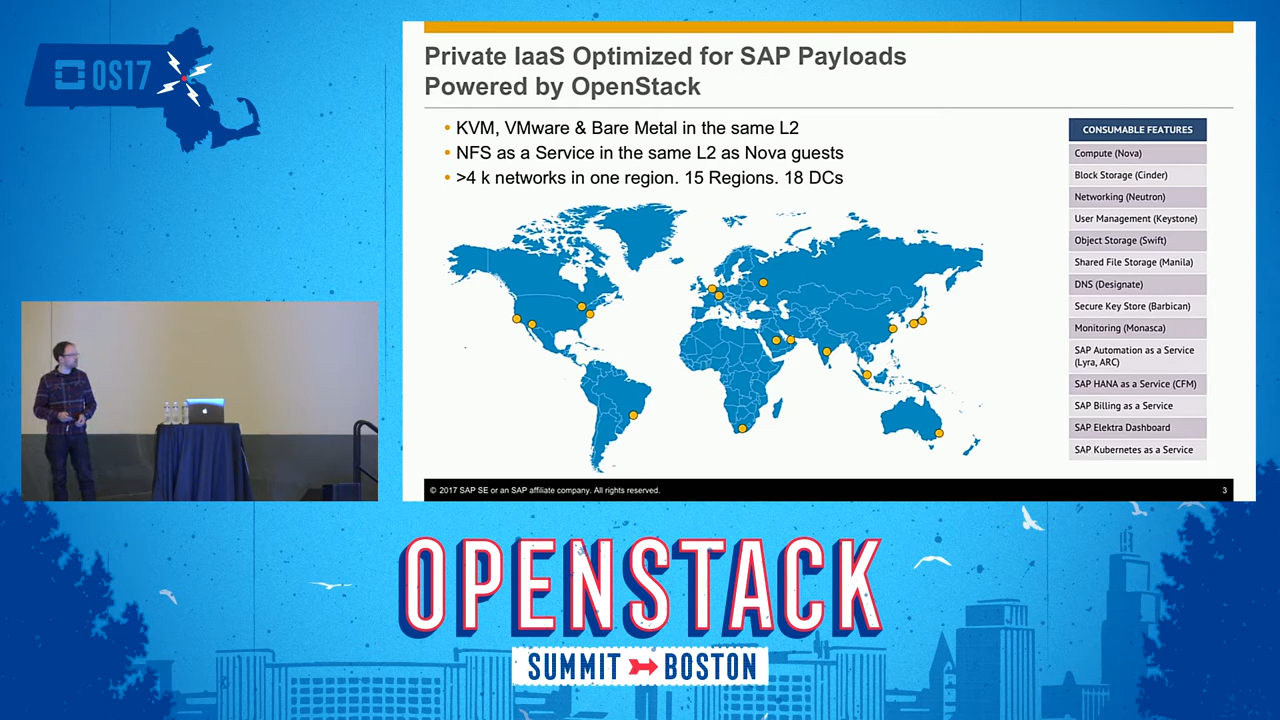 OS17
Private IaaS Optimized for SAP Payloads
Powered by OpenStack
• KVM, VMware & Bare Metal in the same L2
• NFS as a Service in the same L2 as Nova guests
• >4 k networks in one region. 15 Regions. 18 DCs
CONSUMABLE FEATURES
Compute (Nova)
Block Storage (Cinder)
Networking (Neutron)
User Management (Keystone)
Object Storage (Swift)
Shared File Storage (Manila)
DNS (Designate)
Secure Key Store (Barbican)
Monitoring (Monasca)
SAP Automation as a Service
(Lyra, ARC)
SAP HANA as a Service (CFM)
SAP Billing as a Service
SAP Elektra Dashboard
SAP Kubernetes as a Service
© 2017 SAP SE or an SAP affiliate company. All rights reserved.
3
OPENSTACK
SUMMIT BOSTON